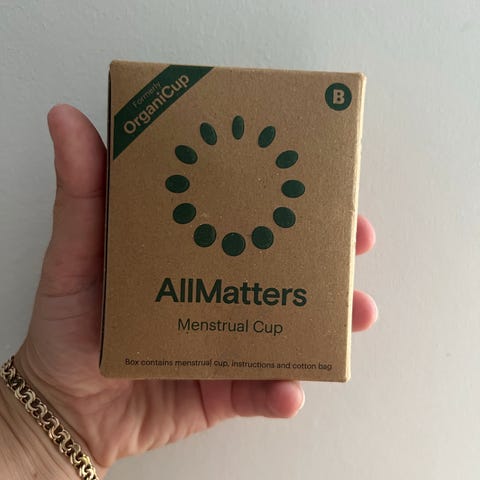 Formerly
OrganiCup
B
AllMatters
Menstrual Cup
Box contains menstrual cup, instructions and cotton bag